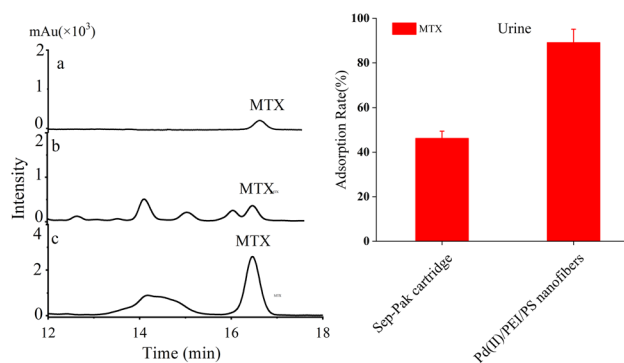 mAu(×10³)
2
a
1
MTX
0
2
b
1
MTX
0
4
c
MTX
2
0
12
14
16
18
Intensity
Time (min)
MTX
Urine
100
80
60
40
20
0
Adsorption Rate(%)
Sep-Pak cartridge
Pd(II)/PEI/PS nanofibers